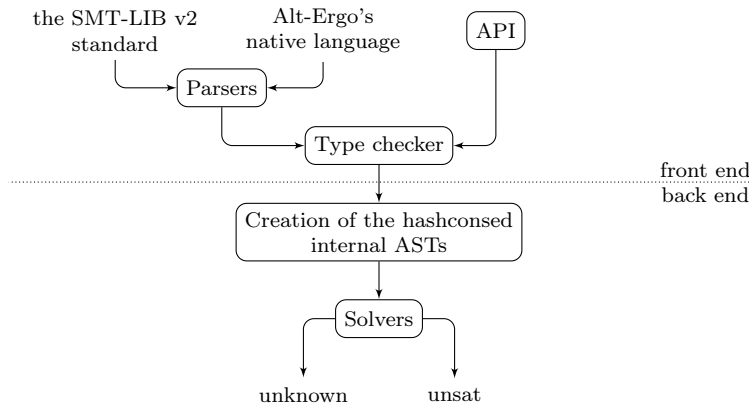 the SMT-LIB v2
standard
Alt-Ergo's
native language
API
Parsers
Type checker
front end
back end
Creation of the hashconsed
internal ASTs
Solvers
unknown
unsat